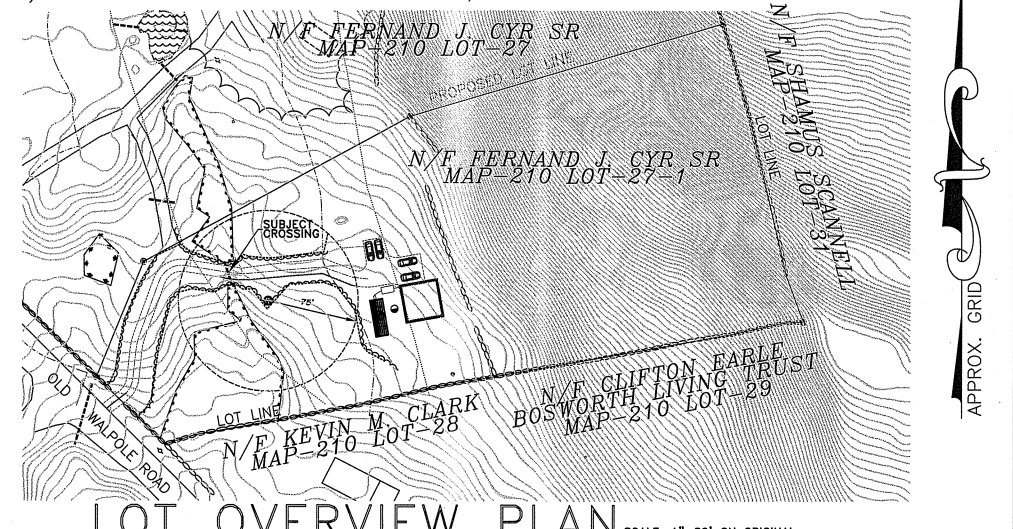 N/F FERNAND J. CYR SR
MAP-210 LOT-27
PROPOSED LOT LINE
N/F SHAMUS SCANNELL
MAP-210 LOT-31
LOT LINE
N/F FERNAND J. CYR SR
MAP-210 LOT-27-1
SUBJECT
CROSSING
75'
APPROX. GRID
OLD WALPOLE ROAD
LOT LINE
N/F KEVIN M. CLARK
MAP-210 LOT-28
N/F CLIFTON EARLE
BOSWORTH LIVING TRUST
MAP-210 LOT-29
LOT OVERVIEW PLAN